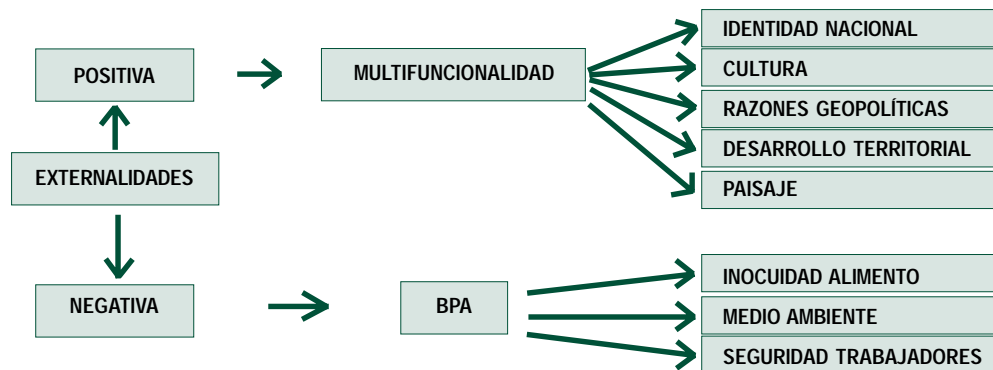 IDENTIDAD NACIONAL
POSITIVA
MULTIFUNCIONALIDAD
CULTURA
RAZONES GEOPOLÍTICAS
EXTERNALIDADES
DESARROLLO TERRITORIAL
PAISAJE
NEGATIVA
BPA
INOCUIDAD ALIMENTO
MEDIO AMBIENTE
SEGURIDAD TRABAJADORES